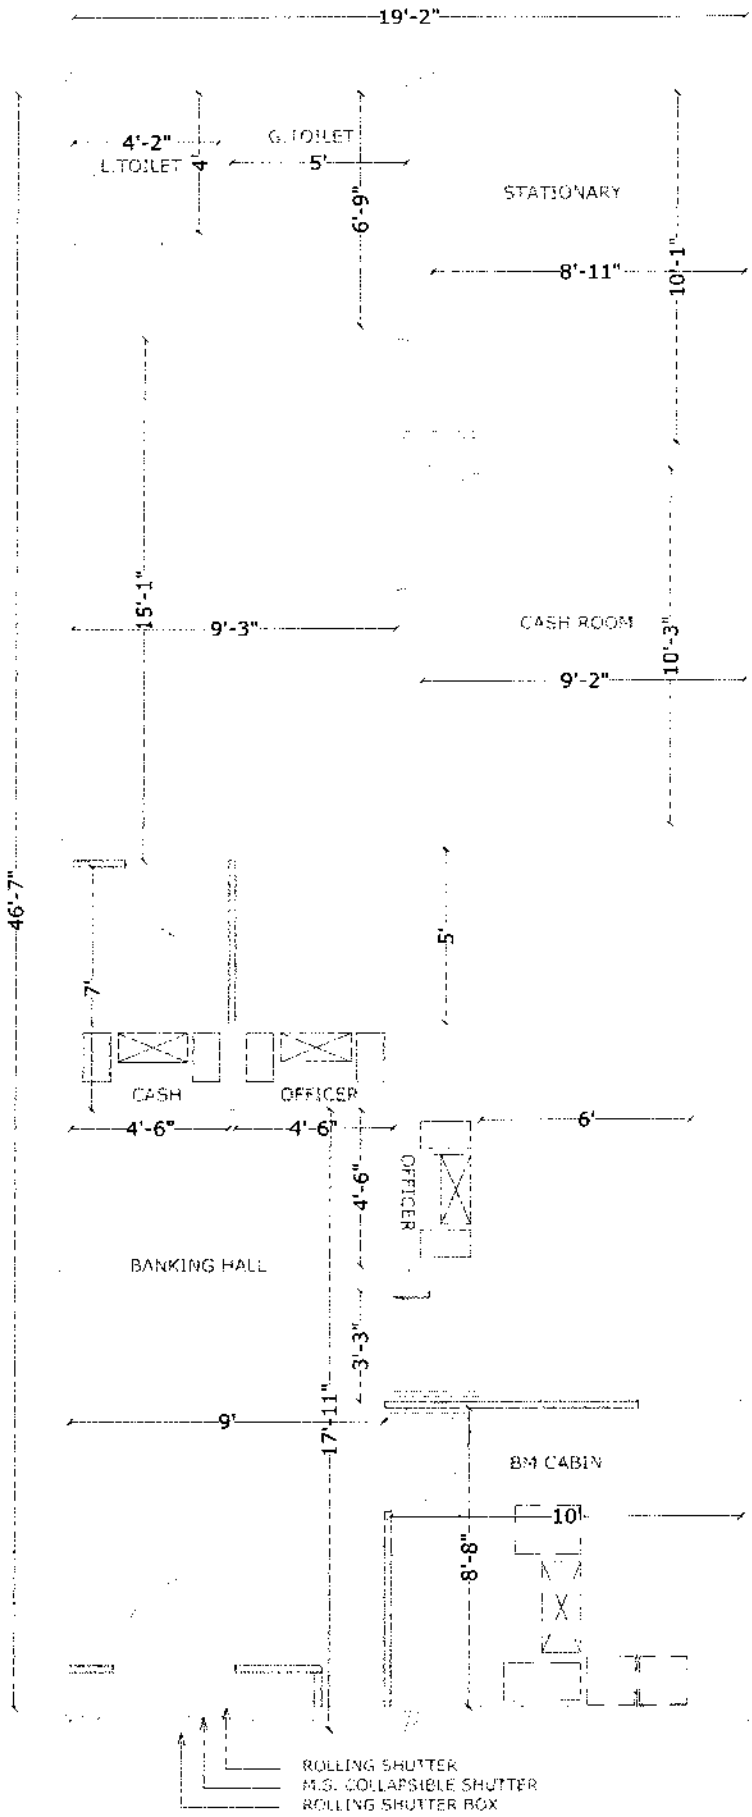 19'-2"
4'-2"
L.TOILET
4'
G.TOILET
5'
6'-9"
STATIONARY
8'-11"
10'-1"
15'-1"
9'-3"
CASH ROOM
10'-3"
9'-2"
46'-7"
7'
5'
CASH
OFFICER
4'-6"
4'-6"
6'
4'-6"
OFFICER
BANKING HALL
3'-3"
9'
17'-11"
BM CABIN
10'
8'-8"
ROLLING SHUTTER
M.S. COLLAPSIBLE SHUTTER
ROLLING SHUTTER BOX